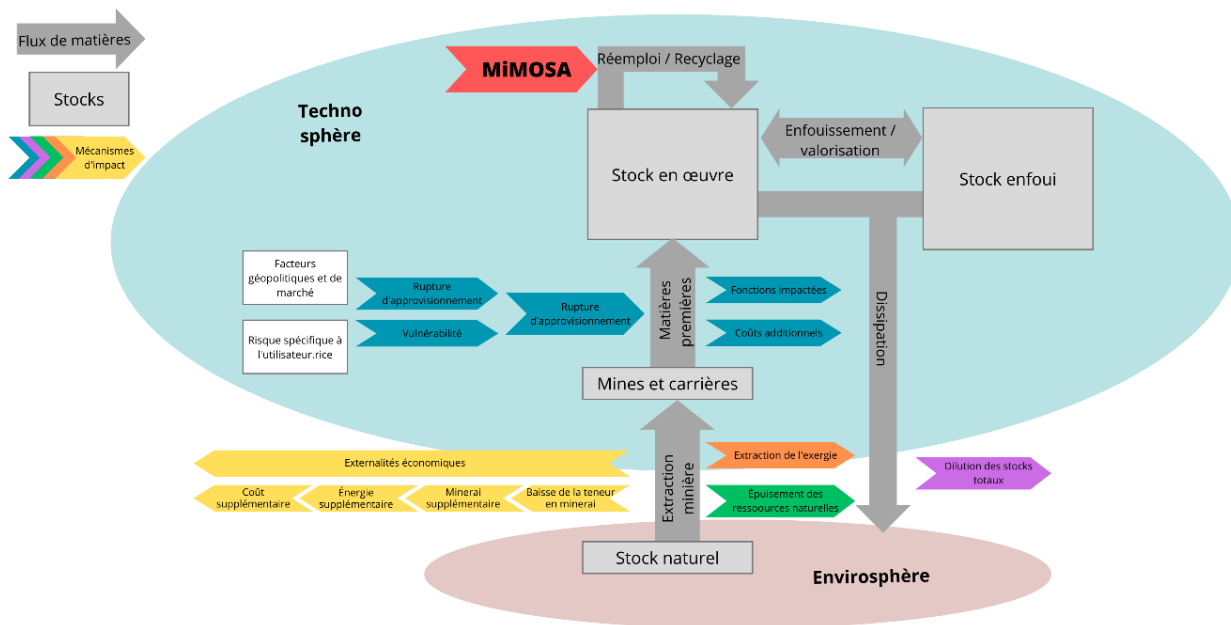 Flux de matières
Stocks
Mécanismes
d'impact
MiMOSA
Réemploi / Recyclage
Techno
sphère
Stock en œuvre
Enfouissement /
valorisation
Stock enfoui
Facteurs
géopolitiques et de
marché
Rupture
d'approvisionnement
Risque spécifique à
l'utilisateur.rice
Vulnérabilité
Rupture
d'approvisionnement
Matières
premières
Fonctions impactées
Coûts additionnels
Dissipation
Mines et carrières
Externalités économiques
Coût
supplémentaire
Énergie
supplémentaire
Minerai
supplémentaire
Baisse de la teneur
en minerai
Extraction
minière
Extraction de l'exergie
Épuisement des
ressources naturelles
Dilution des stocks
totaux
Stock naturel
Envirosphère